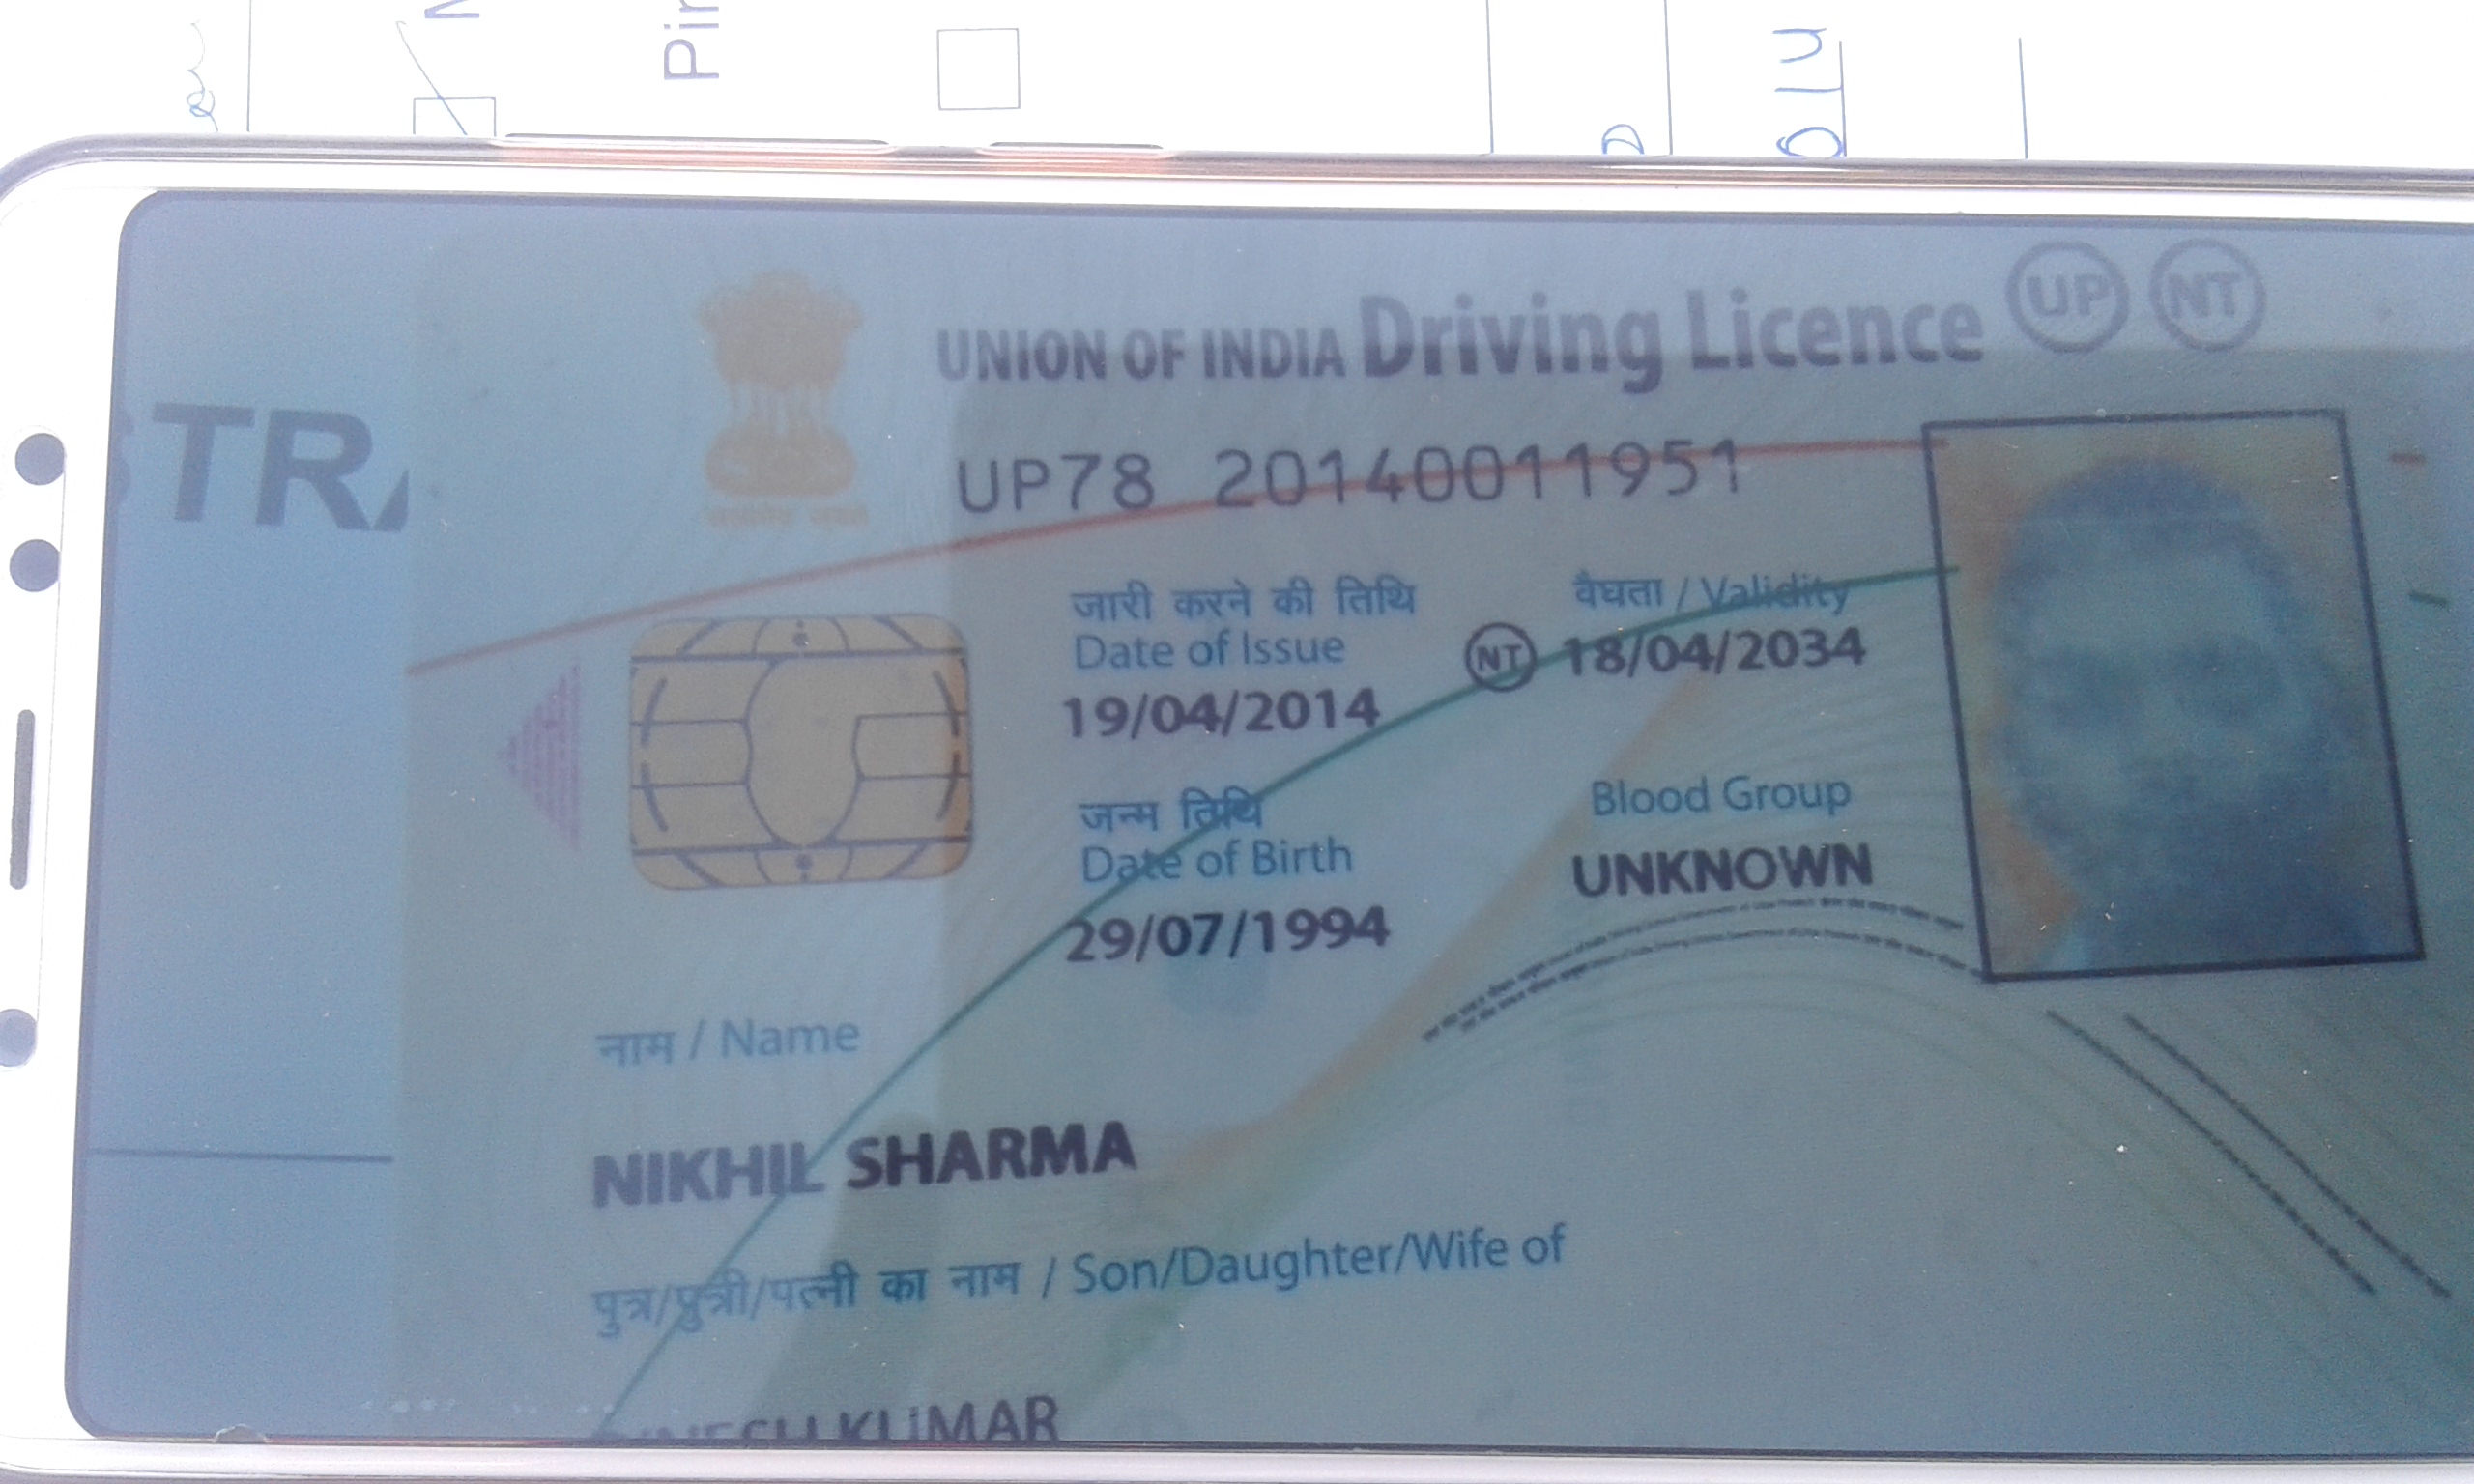 TR
UNION OF INDIA Driving Licence UP NT
UP78 20140011951
जारी करने की तिथि
Date of Issue
19/04/2014
वैधता / Validity
NT 18/04/2034
जन्म तिथि
Date of Birth
29/07/1994
Blood Group
UNKNOWN
नाम / Name
NIKHIL SHARMA
पुत्र/पुत्री/पत्नी का नाम / Son/Daughter/Wife of
KUMAR
Pin
014